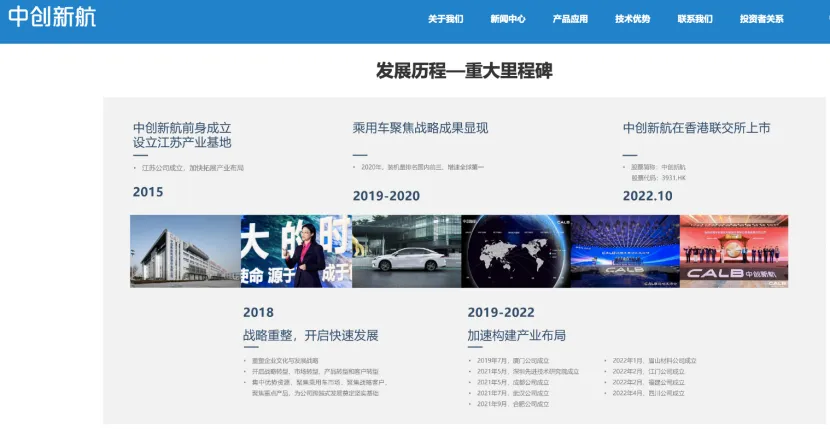 中创新航
关于我们
新闻中心
产品应用
技术优势
联系我们
投资者关系
发展历程—重大里程碑
中创新航前身成立
设立江苏产业基地
• 江苏公司成立，加快拓展产业布局
2015
乘用车聚焦战略成果显现
• 2020年，装机量排名国内前三，增速全球第一
2019-2020
中创新航在香港联交所上市
• 股票简称：中创新航
股票代码：3931.HK
2022.10
大的时
使命 源于
成于
CALB
CALB 中创新航
2018
战略重整，开启快速发展
• 重塑企业文化与发展战略
• 开启战略转型、市场转型、产品转型和客户转型
• 集中优势资源，聚焦乘用车市场、聚焦战略客户、
聚焦重点产品，为公司跨越式发展奠定坚实基础
2019-2022
加速构建产业布局
• 2019年7月，厦门公司成立
• 2021年5月，深圳先进技术研究院成立
• 2021年5月，成都公司成立
• 2021年7月，武汉公司成立
• 2021年9月，合肥公司成立
• 2022年1月，眉山材料公司成立
• 2022年2月，江门公司成立
• 2022年2月，福建公司成立
• 2022年4月，四川公司成立